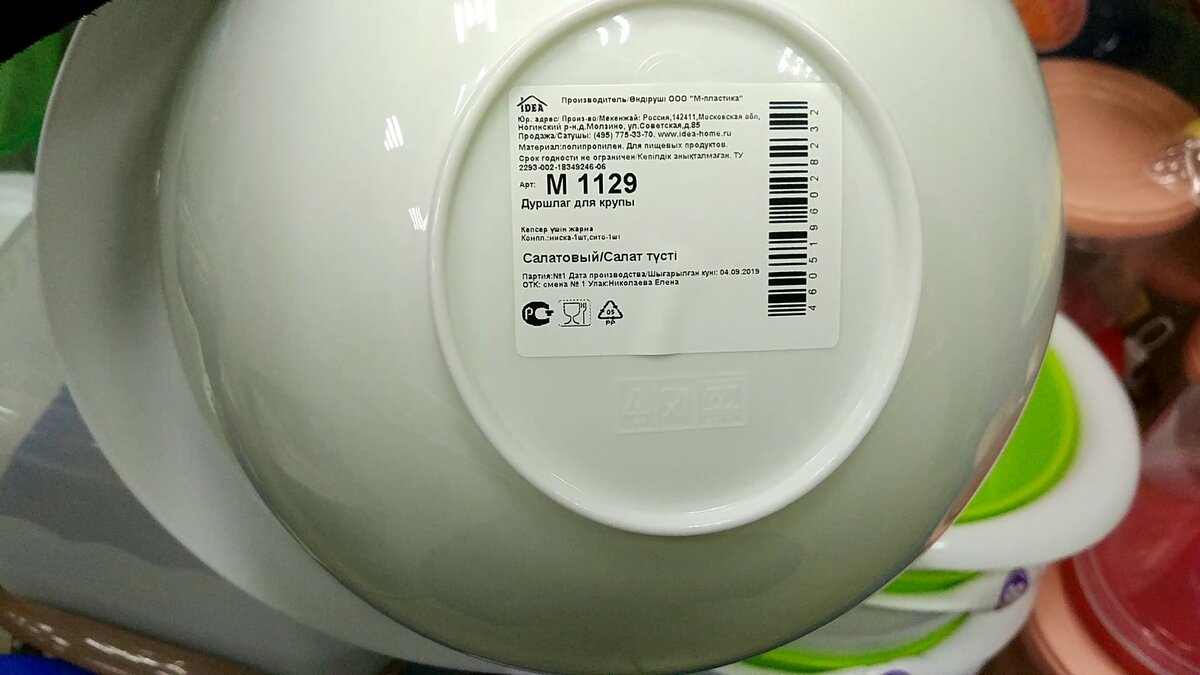 IDEA
Производитель/Өндіруші ООО "М-пластика"
Юр. адрес/ Произ-во/Мекенжай: Россия,142411,Московская обл,
Ногинский р-н,д.Молзино, ул.Советская,д.85
Продажа/Сатушы: (495) 775-33-70. www.idea-home.ru
Материал:полипропилен. Для пищевых продуктов.
Срок годности не ограничен/Кепілдік анықталмаған. ТУ
2293-002-18349246-06
Арт: М 1129
Дуршлаг для крупы
Кепсер үшін жарма
Компл.:миска-1шт,сито-1шт
Салатовый/Салат түсті
Партия:№1 Дата производства/Шығарылған күні: 04.09.2019
ОТК: смена № 1 Упак:Николаева Елена
РСТ
05
PP
4605196028232